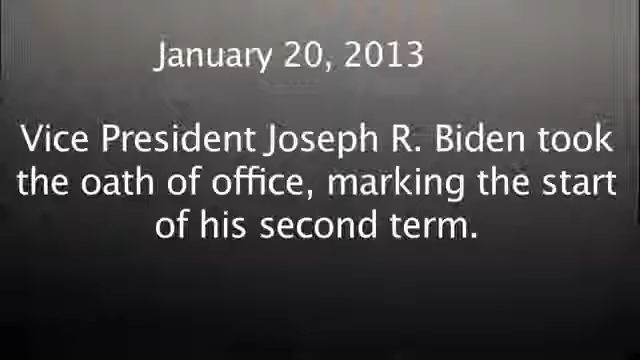 January 20, 2013
Vice President Joseph R. Biden took
the oath of office, marking the start
of his second term.